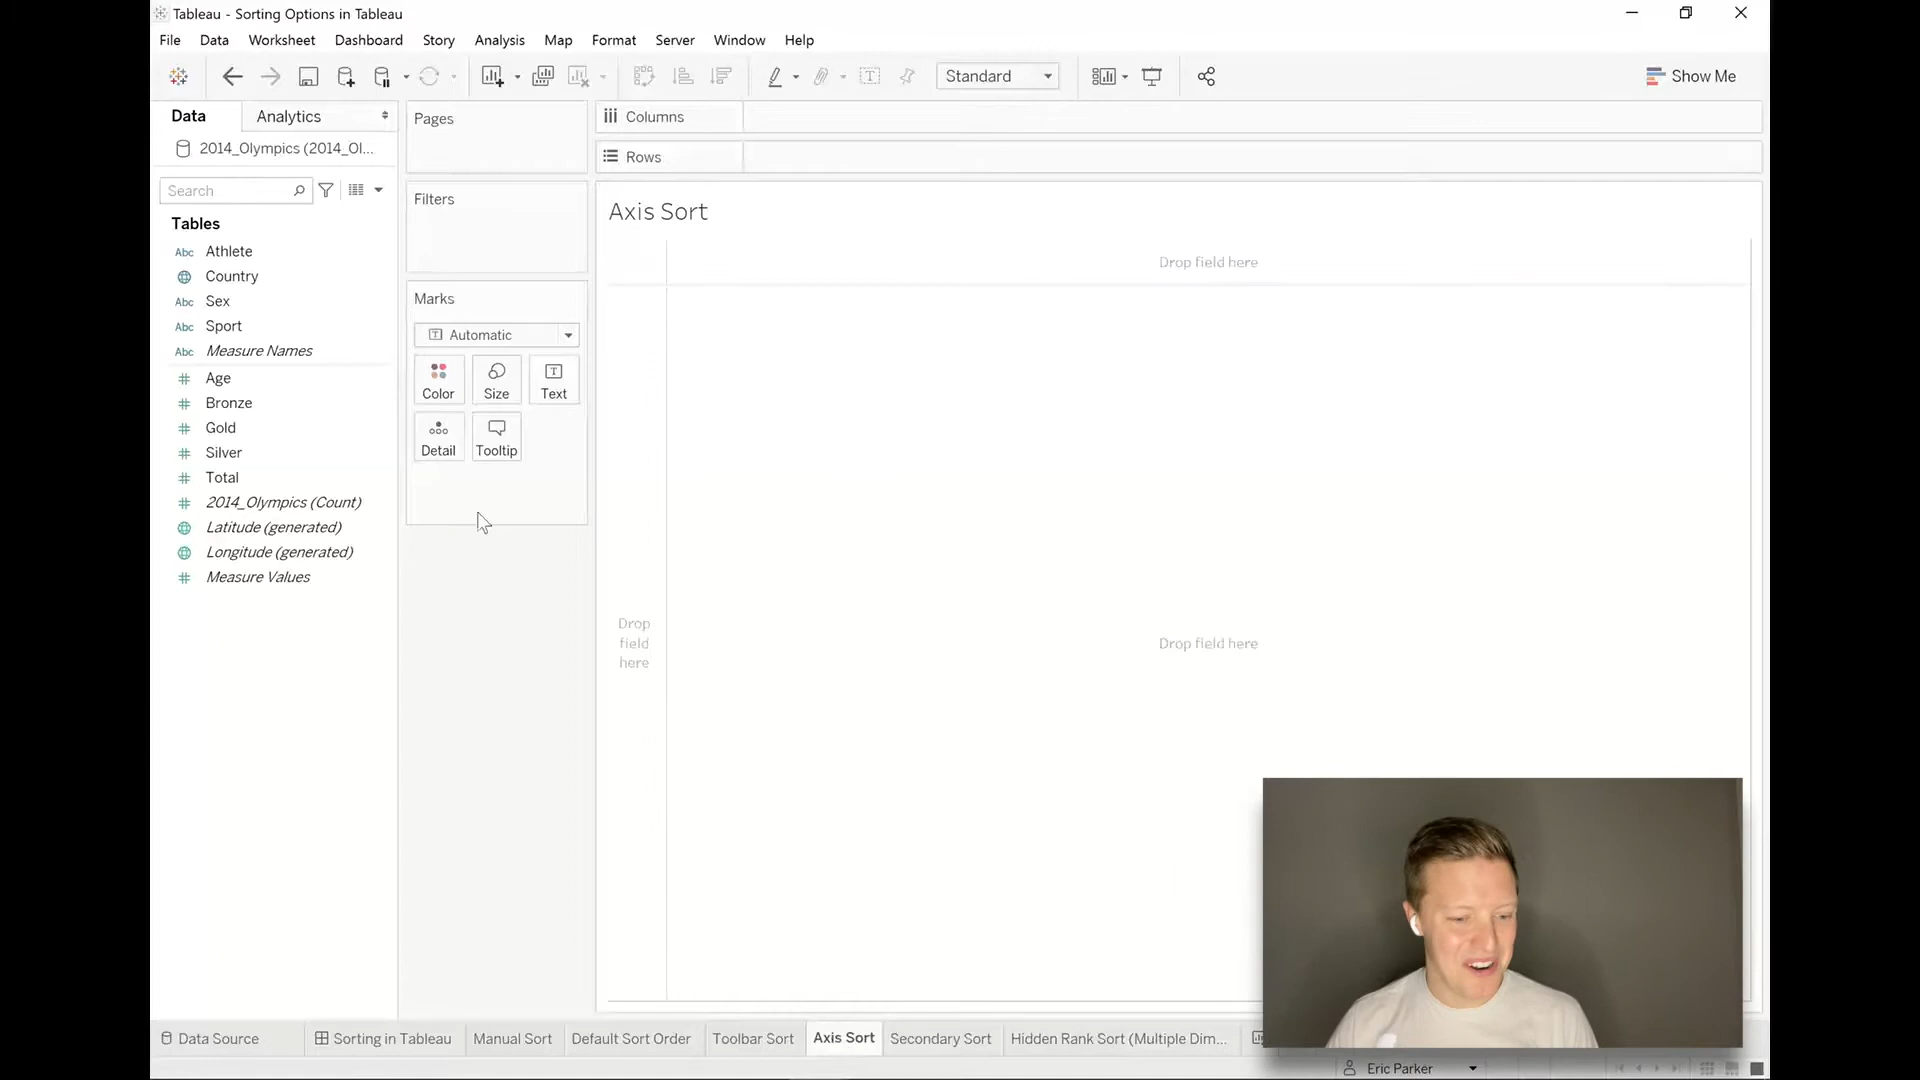 Tableau - Sorting Options in Tableau
File Data Worksheet Dashboard Story Analysis Map Format Server Window Help
Standard
Show Me
Data
Analytics
Pages
Columns
2014_Olympics (2014_Ol...
Rows
Search
Filters
Axis Sort
Tables
Abc Athlete
Country
Abc Sex
Abc Sport
Abc Measure Names
Age
Bronze
Gold
Silver
Total
2014_Olympics (Count)
Latitude (generated)
Longitude (generated)
Measure Values
Marks
Automatic
Color
Size
Text
Detail
Tooltip
Drop field here
Drop
field
here
Drop field here
Data Source
Sorting in Tableau
Manual Sort
Default Sort Order
Toolbar Sort
Axis Sort
Secondary Sort
Hidden Rank Sort (Multiple Dim...
Eric Parker